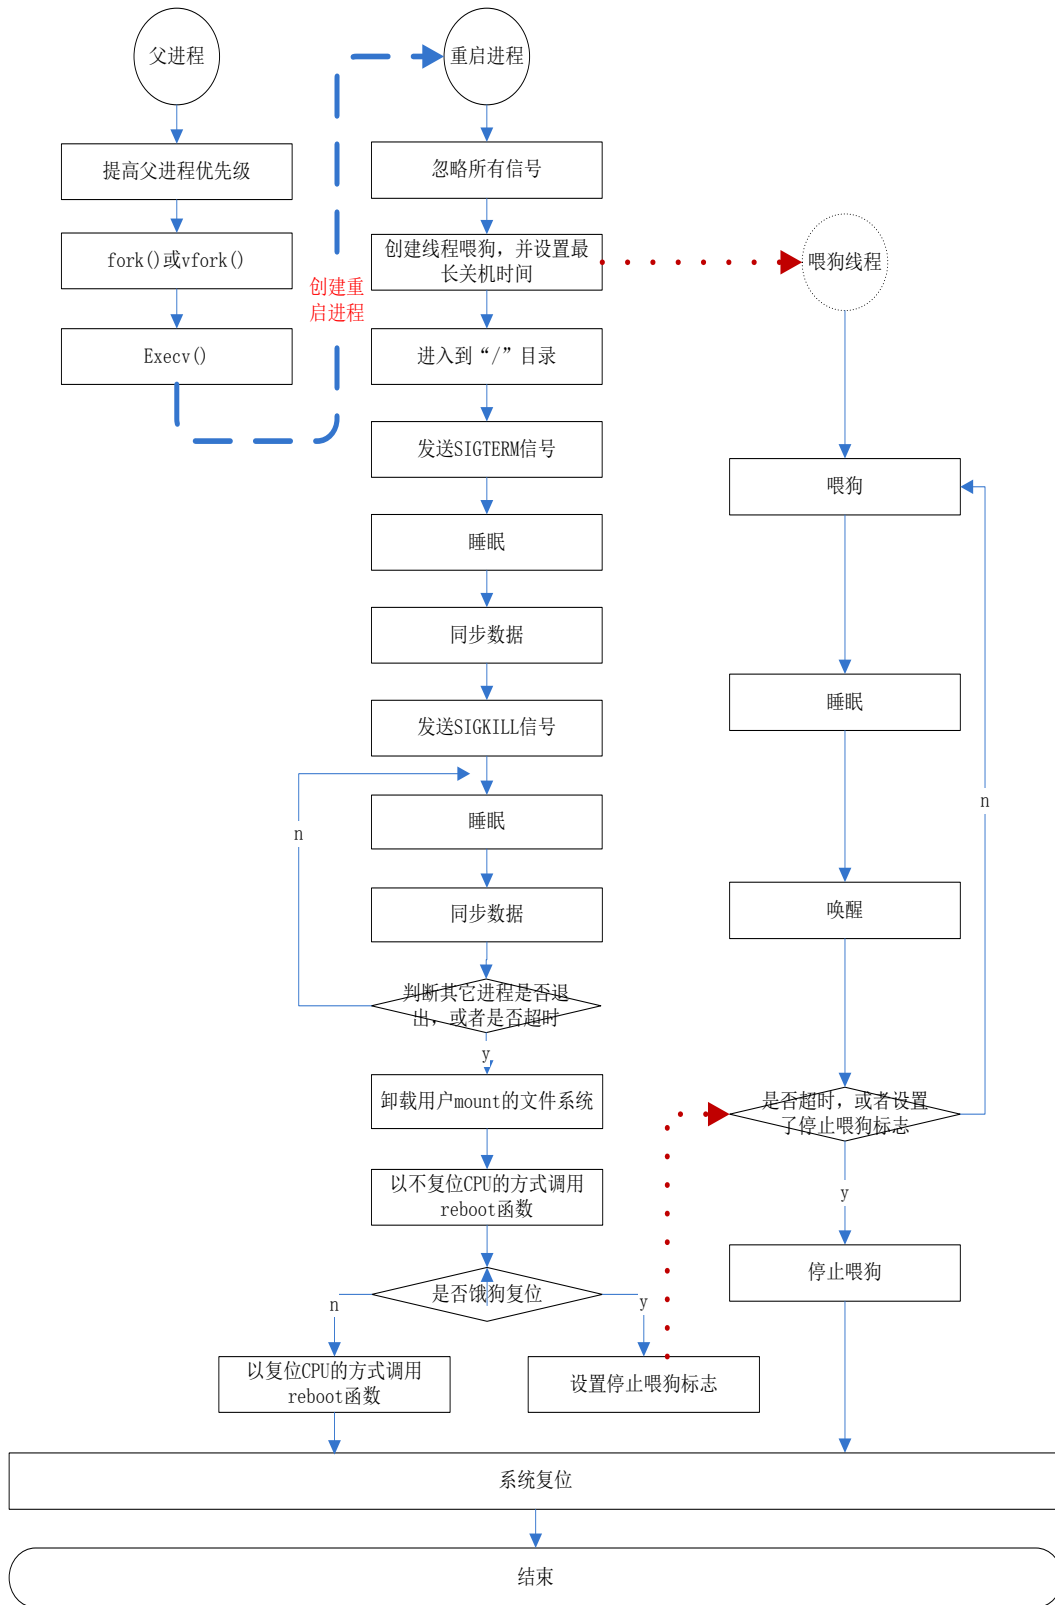 父进程
重启进程
提高父进程优先级
忽略所有信号
fork()或vfork()
创建线程喂狗，并设置最
长关机时间
喂狗线程
创建重
启进程
Execv()
进入到“/”目录
发送SIGTERM信号
喂狗
睡眠
同步数据
睡眠
发送SIGKILL信号
n
睡眠
n
唤醒
同步数据
判断其它进程是否退
出，或者是否超时
y
卸载用户mount的文件系统
是否超时，或者设置
了停止喂狗标志
以不复位CPU的方式调用
reboot函数
y
停止喂狗
是否饿狗复位
n
y
以复位CPU的方式调用
reboot函数
设置停止喂狗标志
系统复位
结束